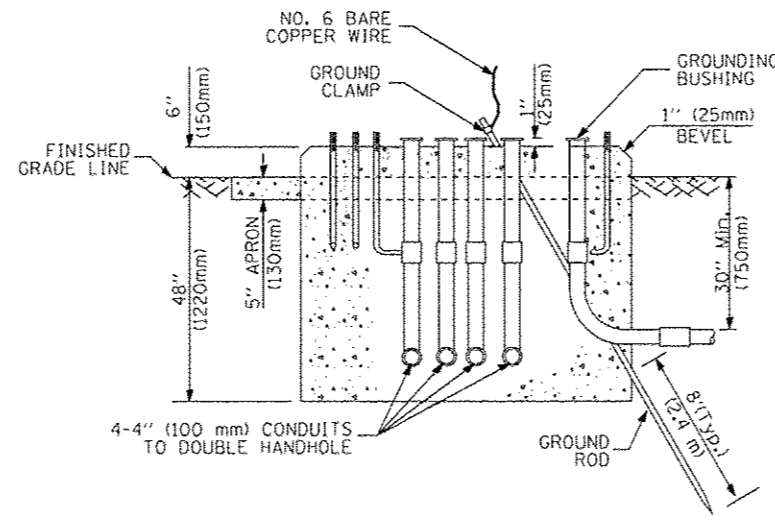 NO. 6 BARE
COPPER WIRE
GROUND
CLAMP
GROUNDING
BUSHING
1" (25mm)
BEVEL
6"
(150mm)
1"
(25mm)
FINISHED
GRADE LINE
48"
(1220mm)
5" APRON
(130mm)
30" Min.
(750mm)
4-4" (100 mm) CONDUITS
TO DOUBLE HANDHOLE
GROUND
ROD
8'(Typ.)
(2.4 m)